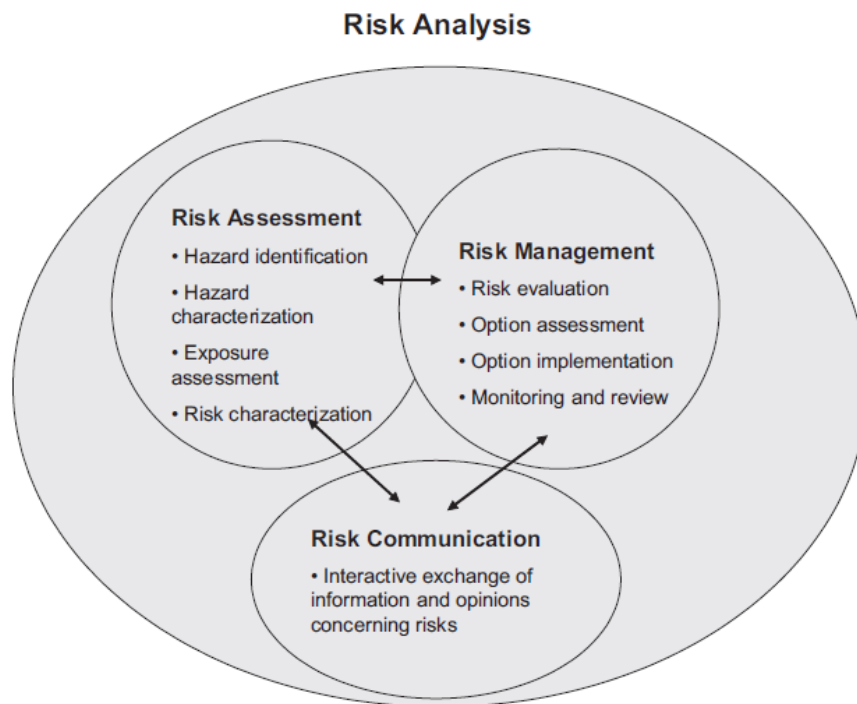 Risk Analysis
Risk Assessment
• Hazard identification
• Hazard
characterization
• Exposure
assessment
• Risk characterization
Risk Management
• Risk evaluation
• Option assessment
• Option implementation
• Monitoring and review
Risk Communication
• Interactive exchange of
information and opinions
concerning risks